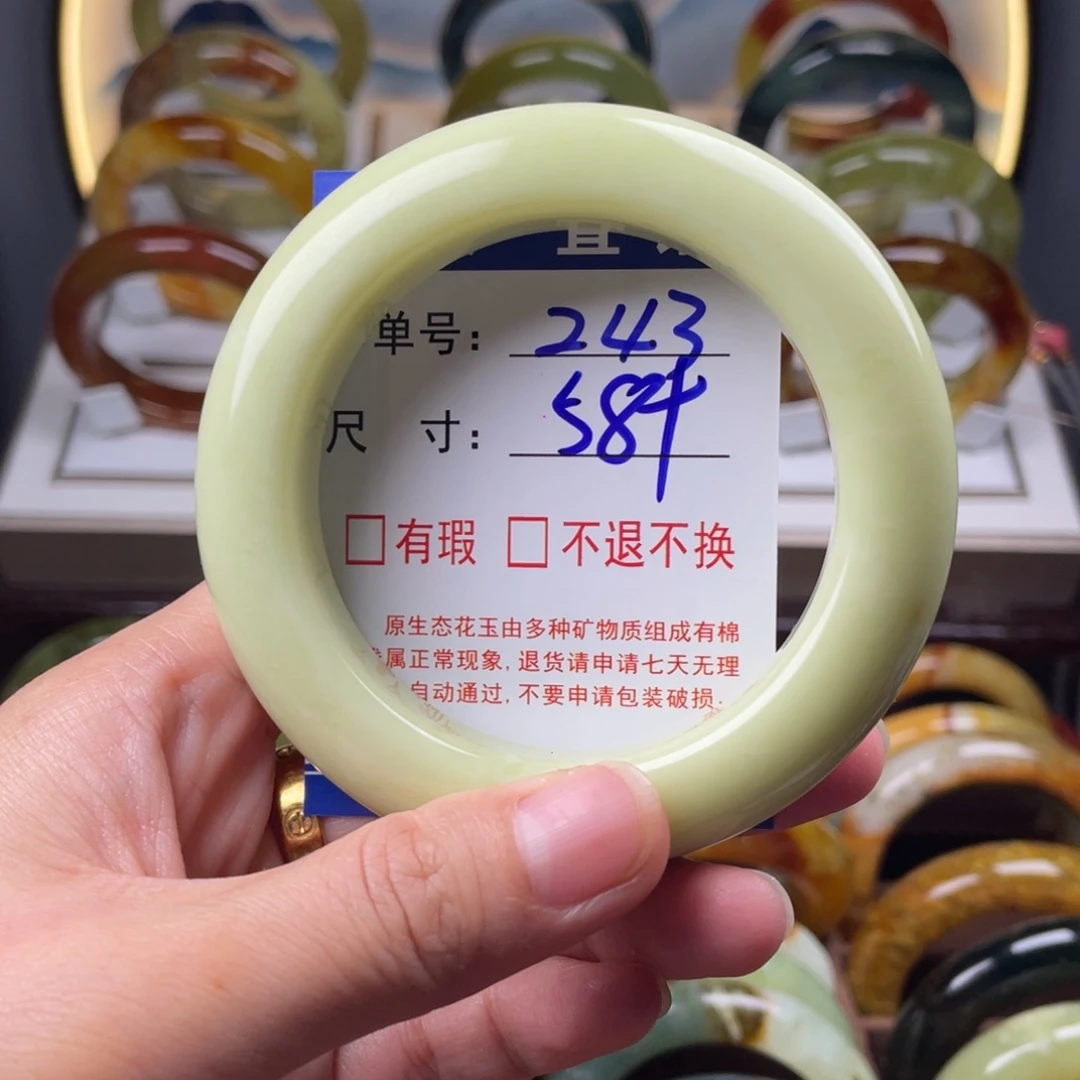 单号: 243
尺 寸: 58
□有瑕 □不退不换
原生态花玉由多种矿物质组成有棉
属正常现象,退货请申请七天无理
自动通过,不要申请包装破损.